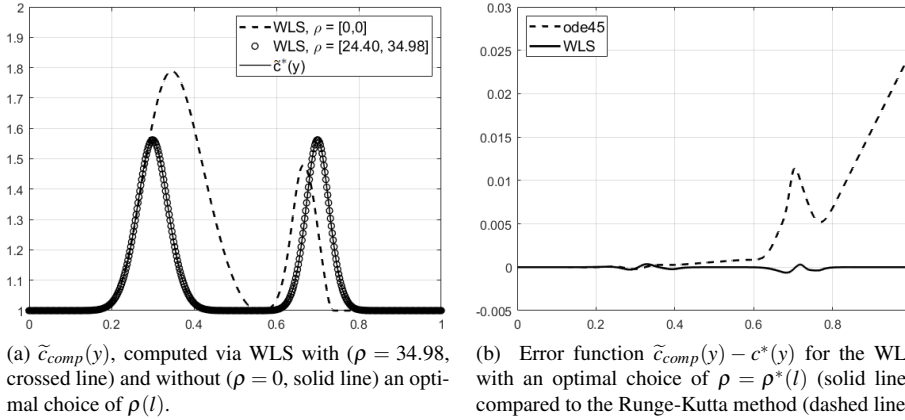 2
1.9
1.8
1.7
1.6
1.5
1.4
1.3
1.2
1.1
1
0
0.2
0.4
0.6
0.8
1
WLS, ρ = [0,0]
WLS, ρ = [24.40, 34.98]
c̃*(y)
(a) c̃_comp(y), computed via WLS with (ρ = 34.98,
crossed line) and without (ρ = 0, solid line) an opti-
mal choice of ρ(l).
0.03
0.025
0.02
0.015
0.01
0.005
0
-0.005
0
0.2
0.4
0.6
0.8
ode45
WLS
(b) Error function c̃_comp(y) − c*(y) for the WL
with an optimal choice of ρ = ρ*(l) (solid line
compared to the Runge-Kutta method (dashed line